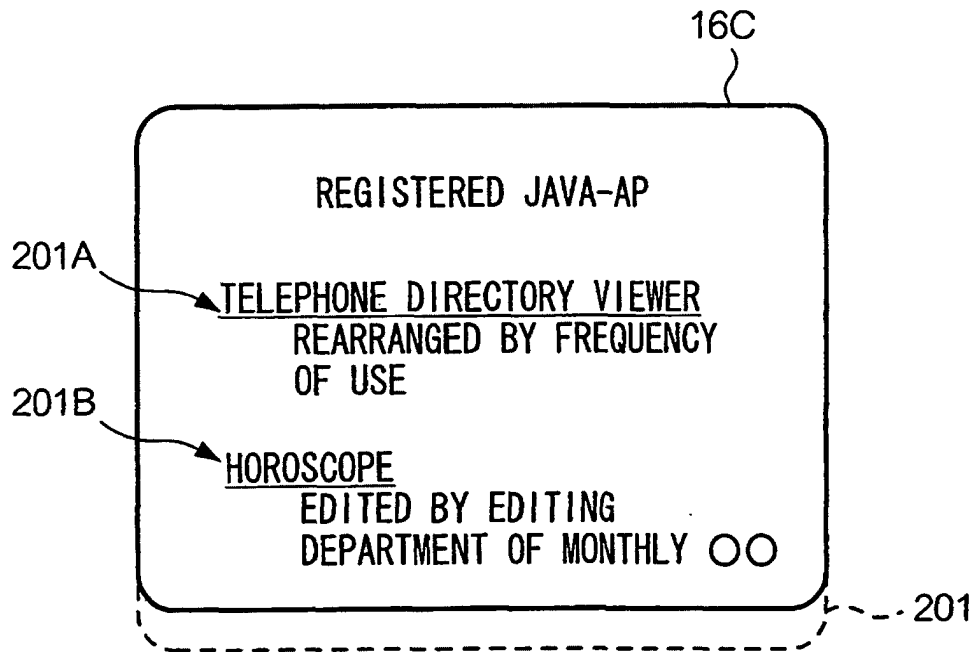 16C
REGISTERED JAVA-AP
201A
TELEPHONE DIRECTORY VIEWER
REARRANGED BY FREQUENCY
OF USE
201B
HOROSCOPE
EDITED BY EDITING
DEPARTMENT OF MONTHLY ○○
201